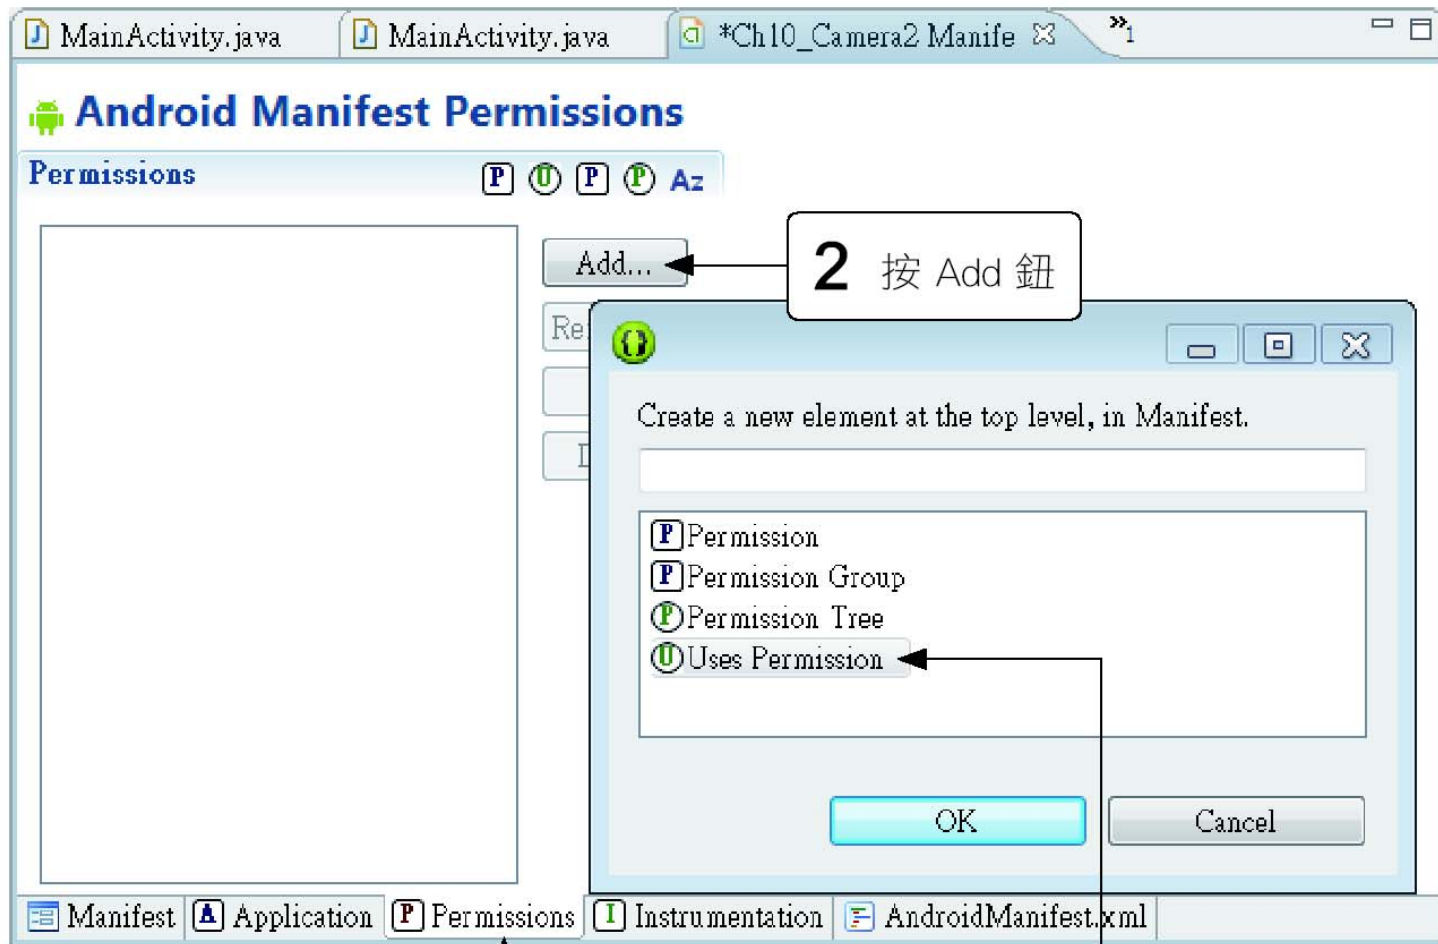 MainActivity.java MainActivity.java *Ch10_Camera2 Manife »1
Android Manifest Permissions
Permissions P U P P Az
Add...
2 按 Add 鈕
Re
Create a new element at the top level, in Manifest.
P Permission
P Permission Group
P Permission Tree
U Uses Permission
OK Cancel
Manifest A Application P Permissions I Instrumentation AndroidManifest.xml